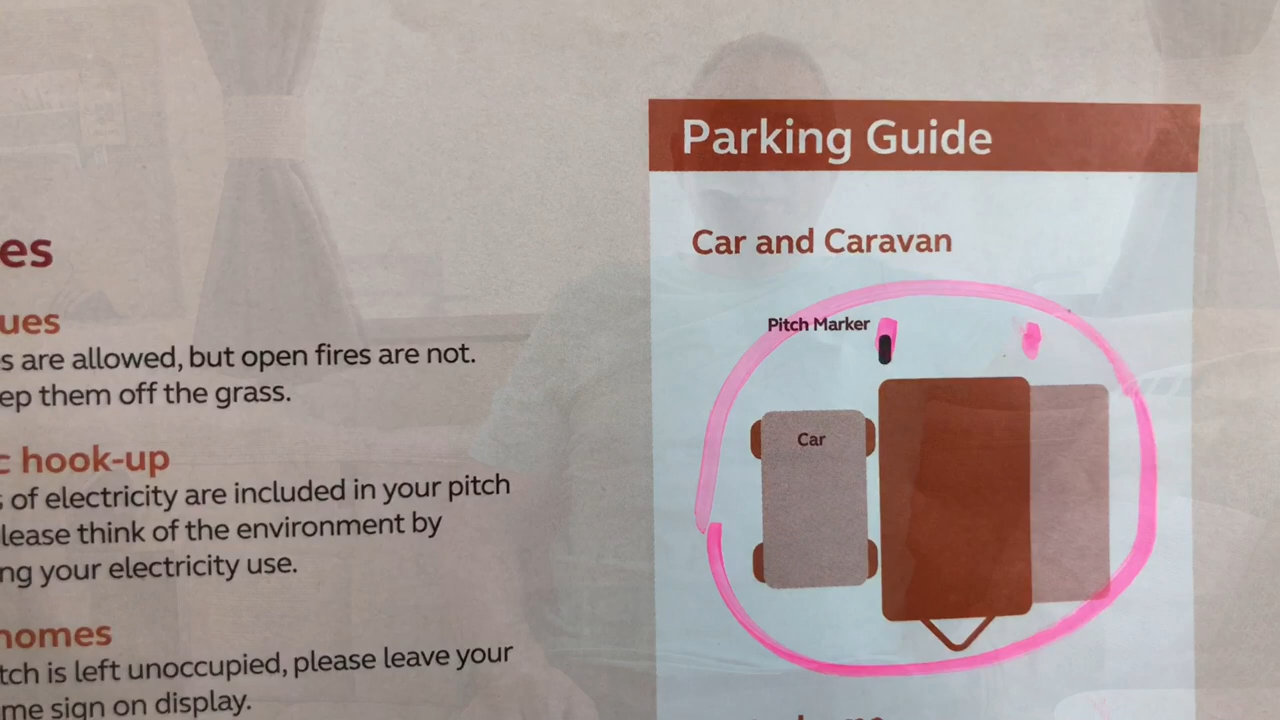 es
ues
s are allowed, but open fires are not.
ep them off the grass.
c hook-up
s of electricity are included in your pitch
lease think of the environment by
ng your electricity use.
homes
tch is left unoccupied, please leave your
me sign on display.
Parking Guide
Car and Caravan
Pitch Marker
Car